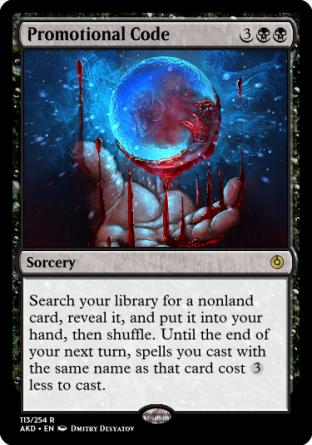 Promotional Code 3
Sorcery
Search your library for a nonland
card, reveal it, and put it into your
hand, then shuffle. Until the end of
your next turn, spells you cast with
the same name as that card cost 3
less to cast.
113/254 R
AKD • EN Dmitry Desyatov